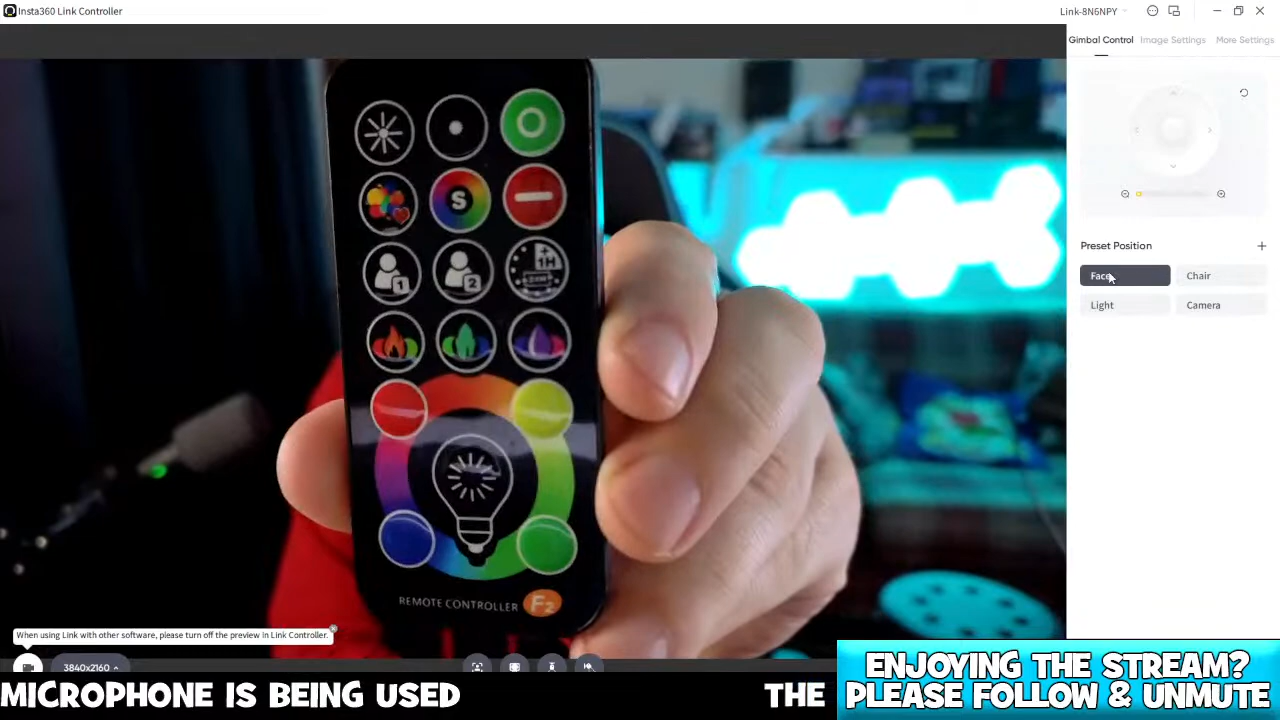 Insta360 Link Controller
Link-8N6NPY
Gimbal Control Image Settings More Settings
Preset Position
Face Chair
Light Camera
S
1H
1 2
REMOTE CONTROLLER F2
When using Link with other software, please turn off the preview in Link Controller.
3840x2160
MICROPHONE IS BEING USED THE
ENJOYING THE STREAM?
PLEASE FOLLOW & UNMUTE